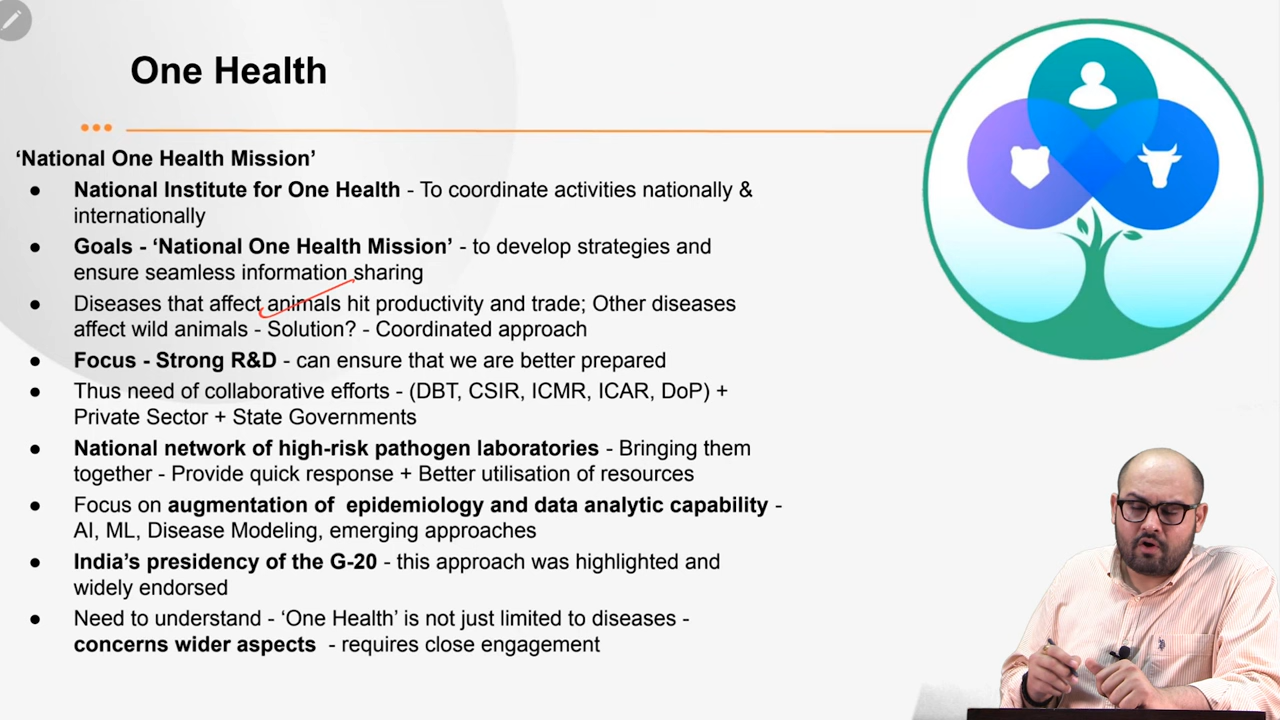 One Health
‘National One Health Mission’
● National Institute for One Health - To coordinate activities nationally &
internationally
● Goals - ‘National One Health Mission’ - to develop strategies and
ensure seamless information sharing
● Diseases that affect animals hit productivity and trade; Other diseases
affect wild animals - Solution? - Coordinated approach
● Focus - Strong R&D - can ensure that we are better prepared
● Thus need of collaborative efforts - (DBT, CSIR, ICMR, ICAR, DoP) +
Private Sector + State Governments
● National network of high-risk pathogen laboratories - Bringing them
together - Provide quick response + Better utilisation of resources
● Focus on augmentation of epidemiology and data analytic capability -
AI, ML, Disease Modeling, emerging approaches
● India’s presidency of the G-20 - this approach was highlighted and
widely endorsed
● Need to understand - ‘One Health’ is not just limited to diseases -
concerns wider aspects - requires close engagement